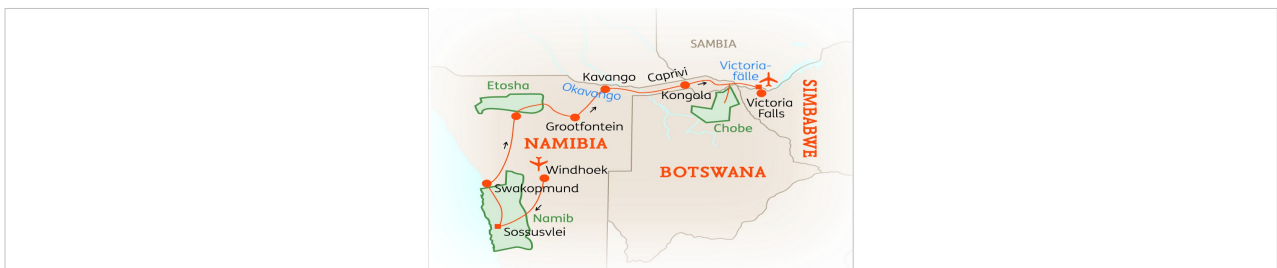 SAMBIA
Victoria-
fälle
Kavango
Caprivi
Etosha
Okavango
Kongola
Victoria
Falls
SIMBABWE
Grootfontein
Chobe
NAMIBIA
BOTSWANA
Windhoek
Swakopmund
Namib
Sossusvlei